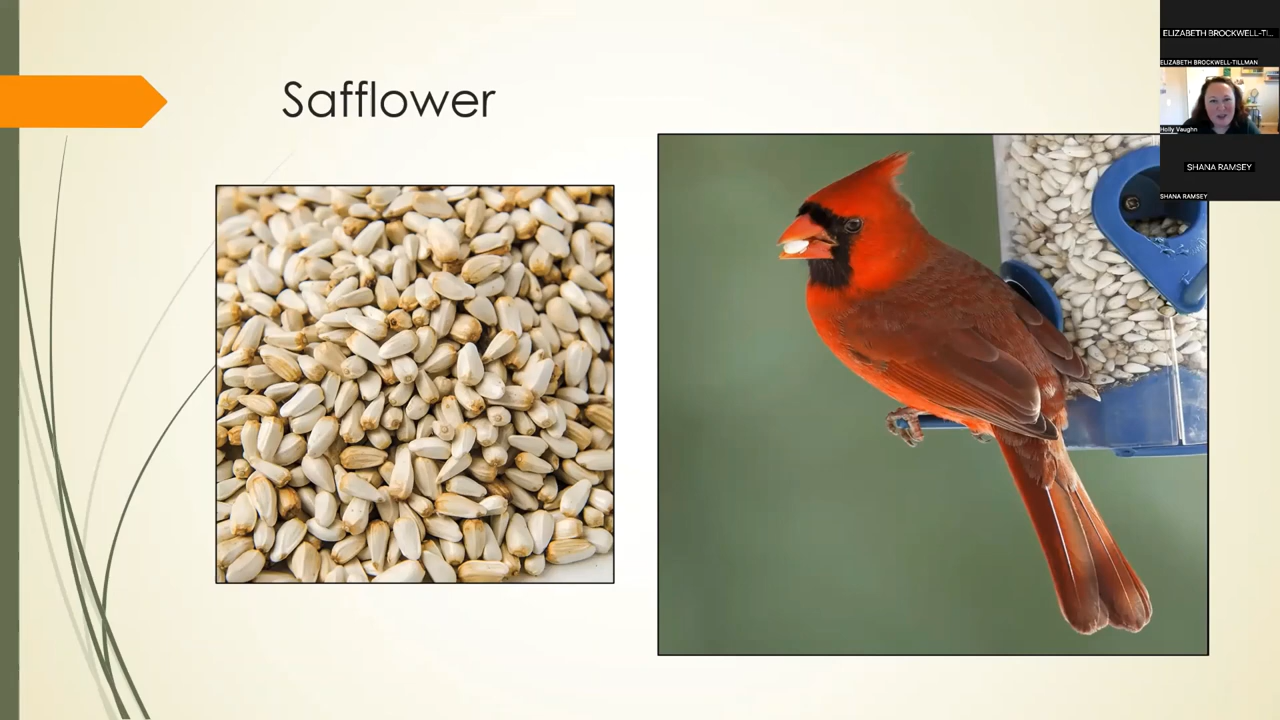 Safflower
ELIZABETH BROCKWELL-TI...
ELIZABETH BROCKWELL-TILLMAN
Holly Vaughn
SHANA RAMSEY
SHANA RAMSEY